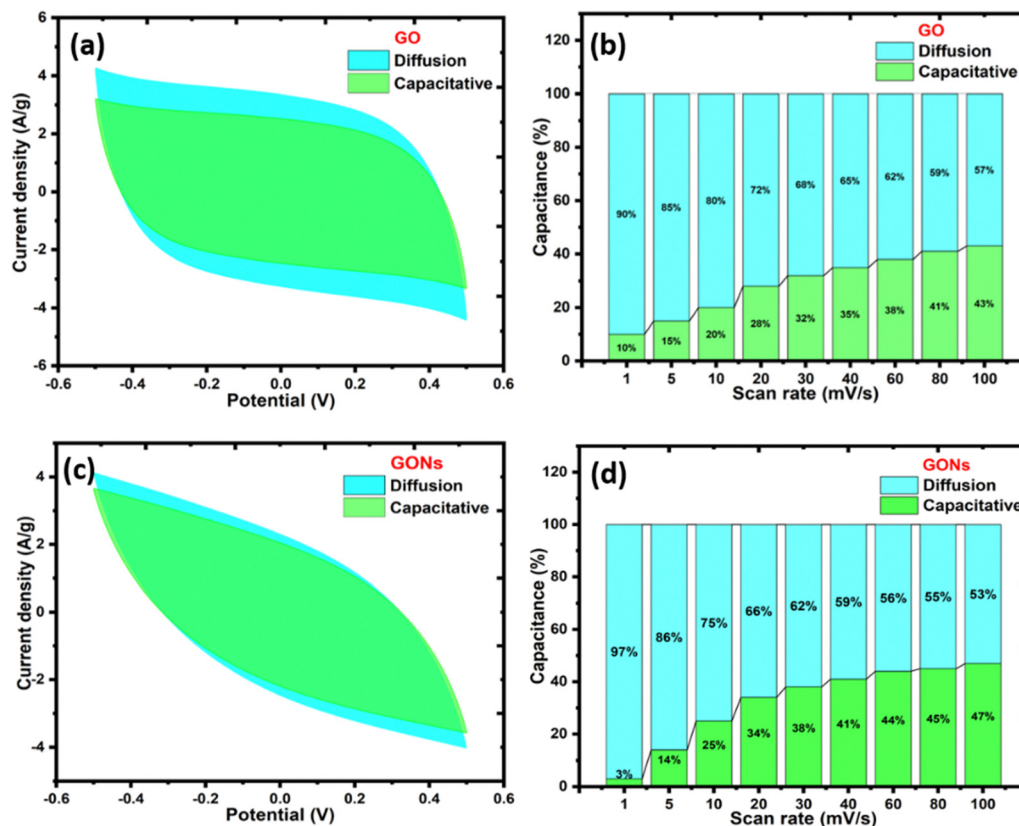 (a)
GO
Diffusion
Capacitative
Current density (A/g)
6
4
2
0
-2
-4
-6
-0.6 -0.4 -0.2 0.0 0.2 0.4 0.6
Potential (V)
(b)
GO
Diffusion
Capacitative
Capacitance (%)
120
100
80
60
40
20
0
90% 85% 80% 72% 68% 65% 62% 59% 57%
10% 15% 20% 28% 32% 35% 38% 41% 43%
1 5 10 20 30 40 60 80 100
Scan rate (mV/s)
(c)
GONs
Diffusion
Capacitative
Current density (A/g)
4
2
0
-2
-4
-0.6 -0.4 -0.2 0.0 0.2 0.4 0.6
Potential (V)
(d)
GONs
Diffusion
Capacitative
Capacitance (%)
120
100
80
60
40
20
0
97% 86% 75% 66% 62% 59% 56% 55% 53%
3% 14% 25% 34% 38% 41% 44% 45% 47%
1 5 10 20 30 40 60 80 100
Scan rate (mV/s)